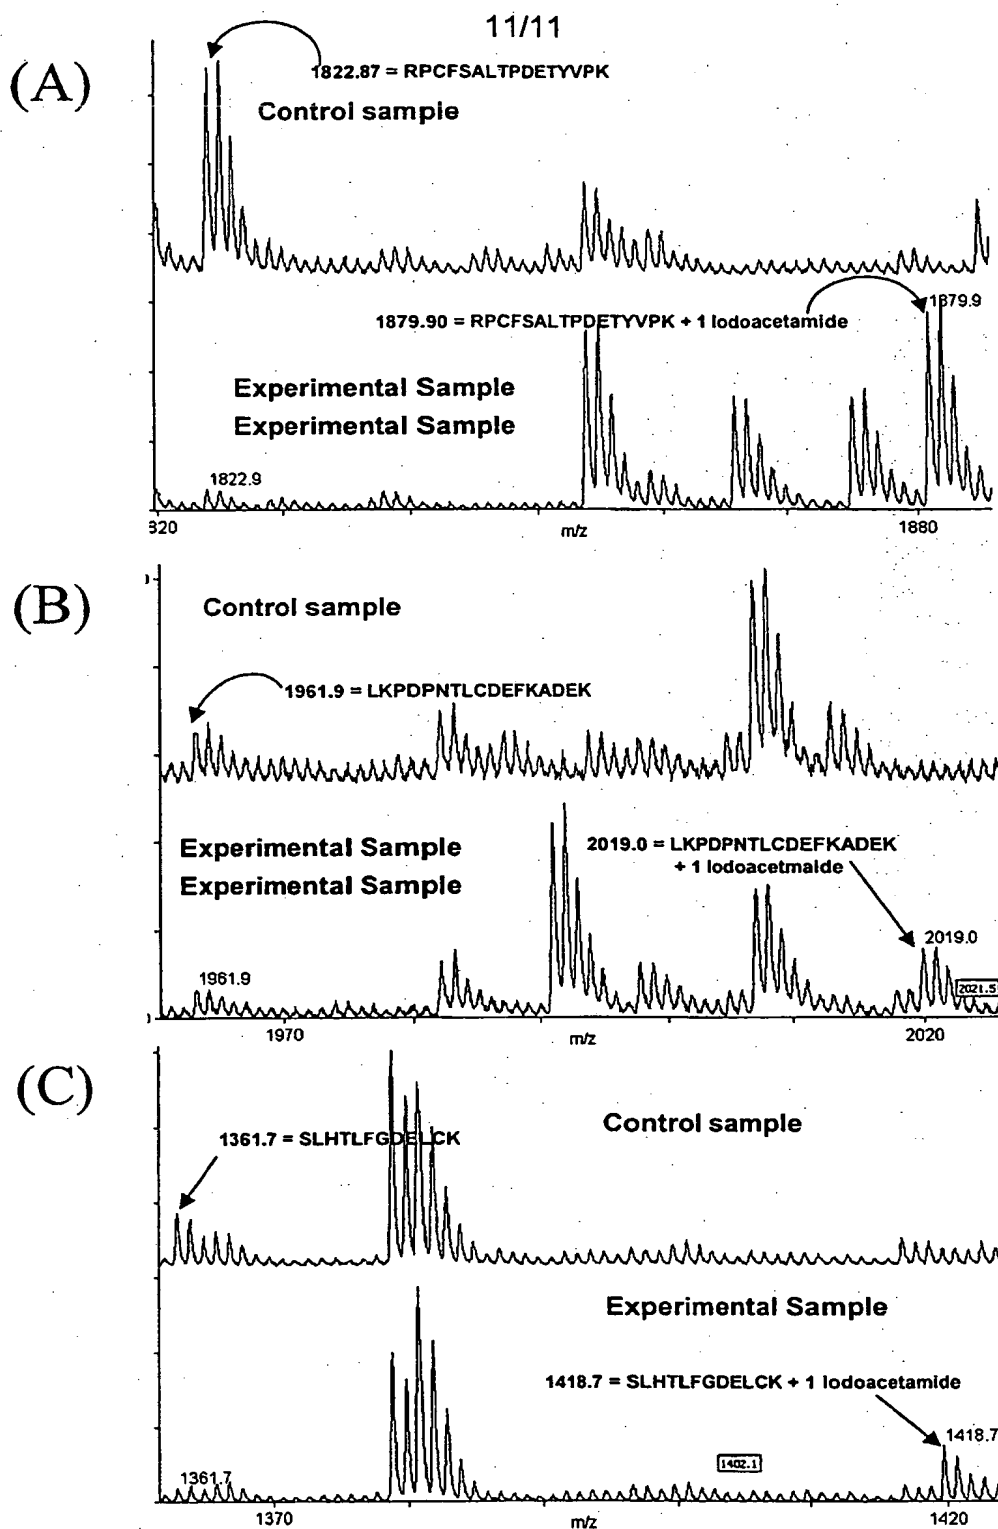 11/11
(A)
1822.87 = RPCFSALTPDETYVPK
Control sample
1879.9
1879.90 = RPCFSALTPDETYVPK + 1 Iodoacetamide
Experimental Sample
Experimental Sample
1822.9
820
m/z
1880
(B)
Control sample
1961.9 = LKPDPNTLCDEFKADEK
Experimental Sample
Experimental Sample
2019.0 = LKPDPNTLCDEFKADEK
+ 1 Iodoacetmaide
2019.0
1961.9
2021.5
1970
m/z
2020
(C)
1361.7 = SLHTLFGDELCK
Control sample
Experimental Sample
1418.7 = SLHTLFGDELCK + 1 Iodoacetamide
1418.7
1402.1
1361.7
1370
m/z
1420